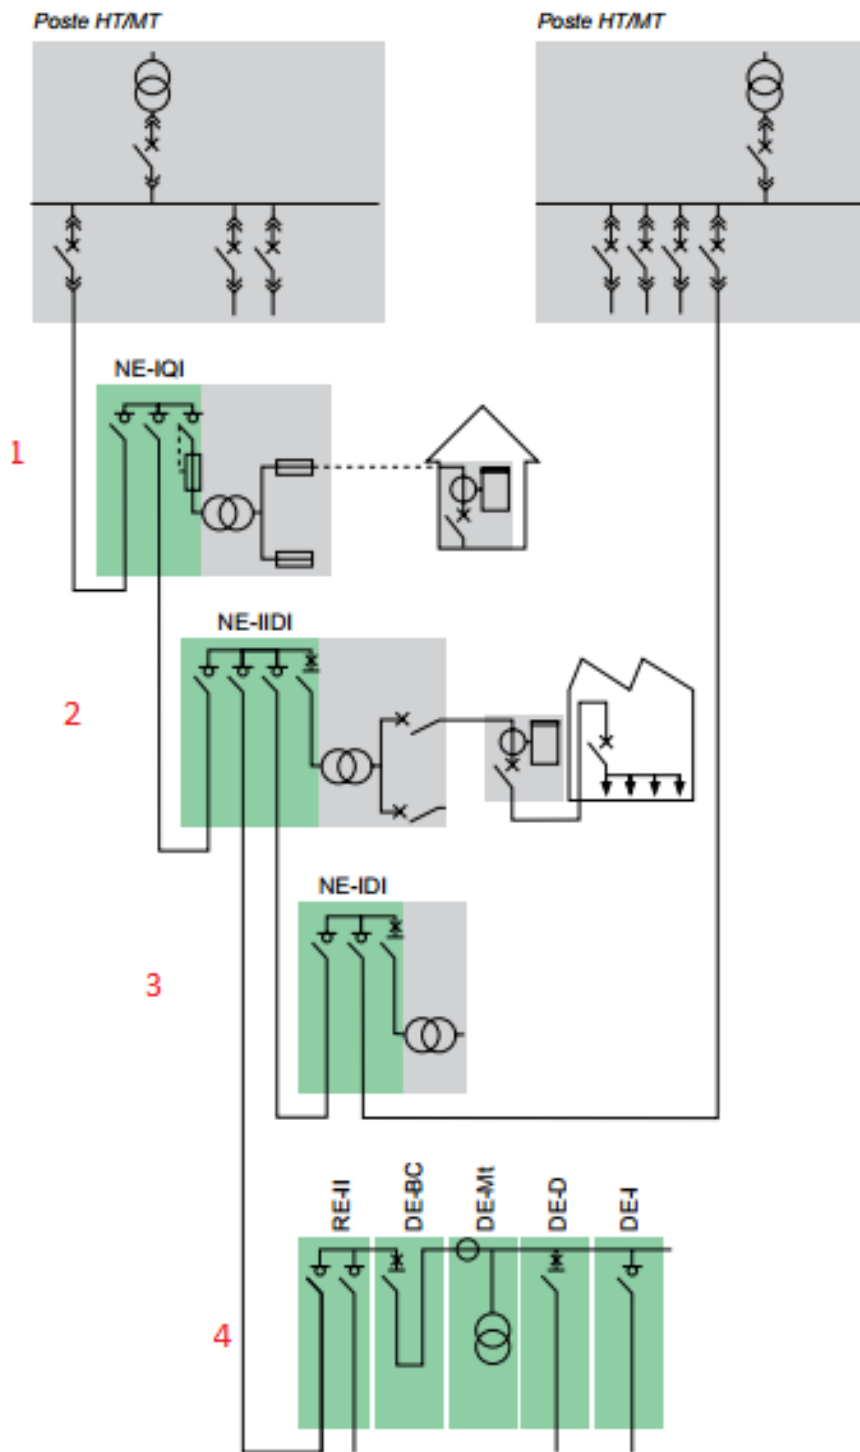 Poste HT/MT
Poste HT/MT
NE-IQI
1
NE-IIDI
2
NE-IDI
3
RE-II
DE-BC
DE-Mt
DE-D
DE-I
4